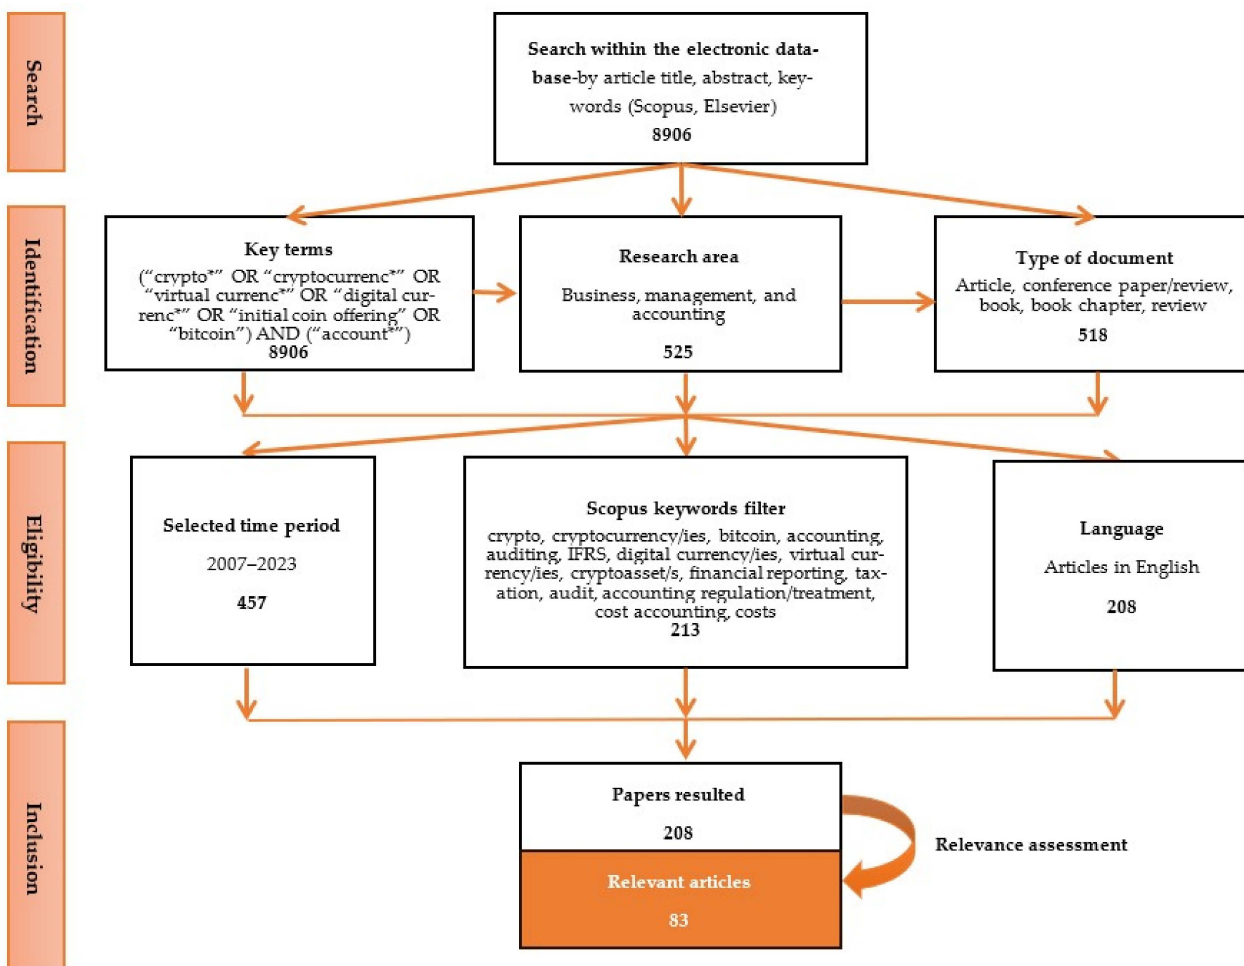 Search
Search within the electronic data-
base-by article title, abstract, key-
words (Scopus, Elsevier)
8906
Identification
Key terms
(“crypto*” OR “cryptocurrenc*” OR
“virtual currenc*” OR “digital cur-
renc*” OR “initial coin offering” OR
“bitcoin”) AND (“account*”)
8906
Research area
Business, management, and
accounting
525
Type of document
Article, conference paper/review,
book, book chapter, review
518
Eligibility
Selected time period
2007–2023
457
Scopus keywords filter
crypto, cryptocurrency/ies, bitcoin, accounting,
auditing, IFRS, digital currency/ies, virtual cur-
rency/ies, cryptoasset/s, financial reporting, tax-
ation, audit, accounting regulation/treatment,
cost accounting, costs
213
Language
Articles in English
208
Inclusion
Papers resulted
208
Relevance assessment
Relevant articles
83